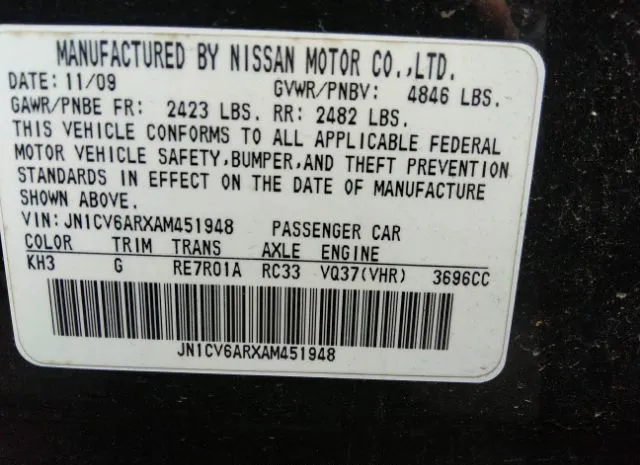 MANUFACTURED BY NISSAN MOTOR CO.,LTD.
DATE: 11/09 GVWR/PNBV: 4846 LBS.
GAWR/PNBE FR: 2423 LBS. RR: 2482 LBS.
THIS VEHICLE CONFORMS TO ALL APPLICABLE FEDERAL
MOTOR VEHICLE SAFETY,BUMPER,AND THEFT PREVENTION
STANDARDS IN EFFECT ON THE DATE OF MANUFACTURE
SHOWN ABOVE.
VIN: JN1CV6ARXAM451948 PASSENGER CAR
COLOR TRIM TRANS AXLE ENGINE
KH3 G RE7R01A RC33 VQ37(VHR) 3696CC
JN1CV6ARXAM451948